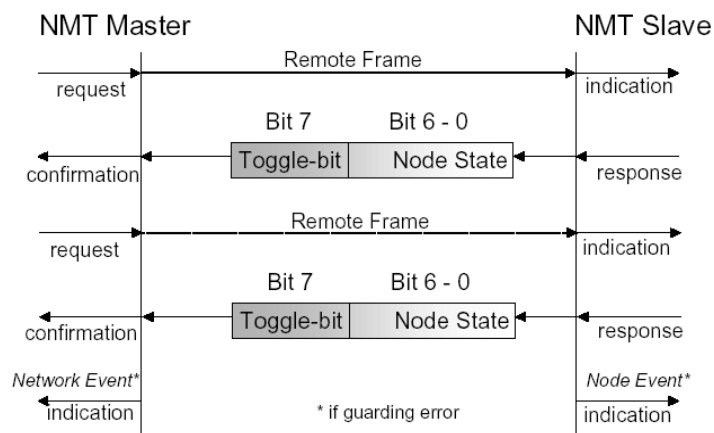 NMT Master NMT Slave
Remote Frame
request indication
Bit 7 Bit 6 - 0
Toggle-bit Node State
confirmation response
Remote Frame
request indication
Bit 7 Bit 6 - 0
Toggle-bit Node State
confirmation response
Network Event* Node Event*
indication * if guarding error indication